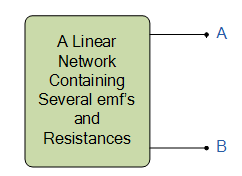 A Linear
Network
Containing
Several emf's
and
Resistances
A
B